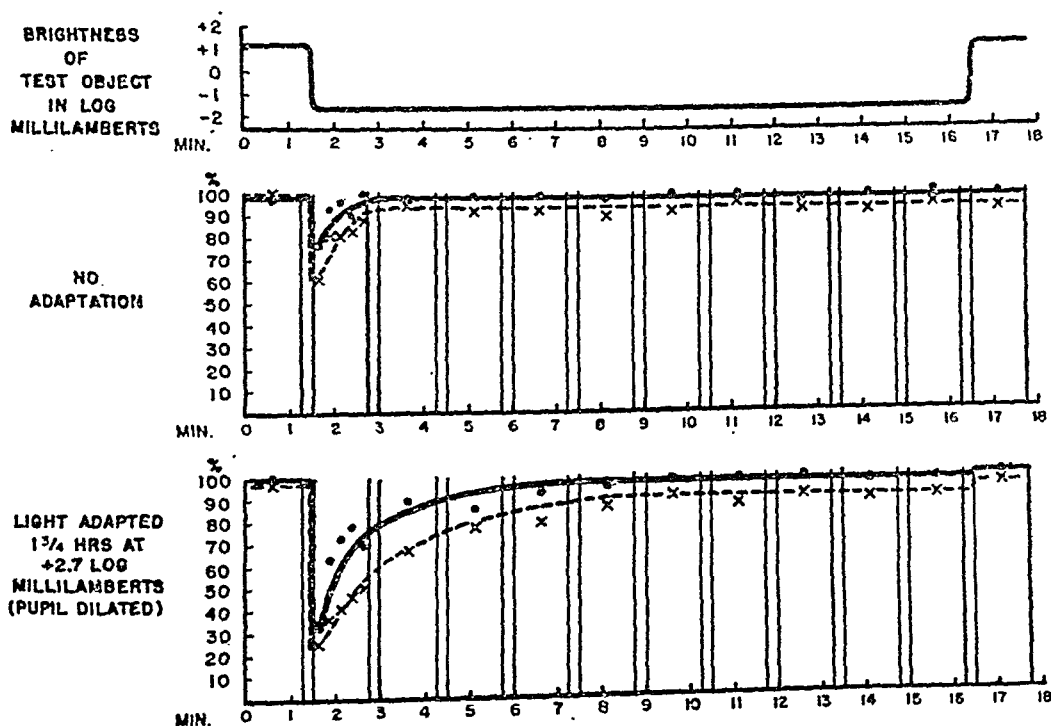 BRIGHTNESS
OF
TEST OBJECT
IN LOG
MILLILAMBERTS
+2
+1
0
-1
-2
MIN. 0 1 2 3 4 5 6 7 8 9 10 11 12 13 14 15 16 17 18
%
100
90
80
70
60
50
40
30
20
10
NO
ADAPTATION
MIN. 0 1 2 3 4 5 6 7 8 9 10 11 12 13 14 15 16 17 18
%
100
90
80
70
60
50
40
30
20
10
LIGHT ADAPTED
1 3/4 HRS AT
+2.7 LOG
MILLILAMBERTS
(PUPIL DILATED)
MIN. 0 1 2 3 4 5 6 7 8 9 10 11 12 13 14 15 16 17 18